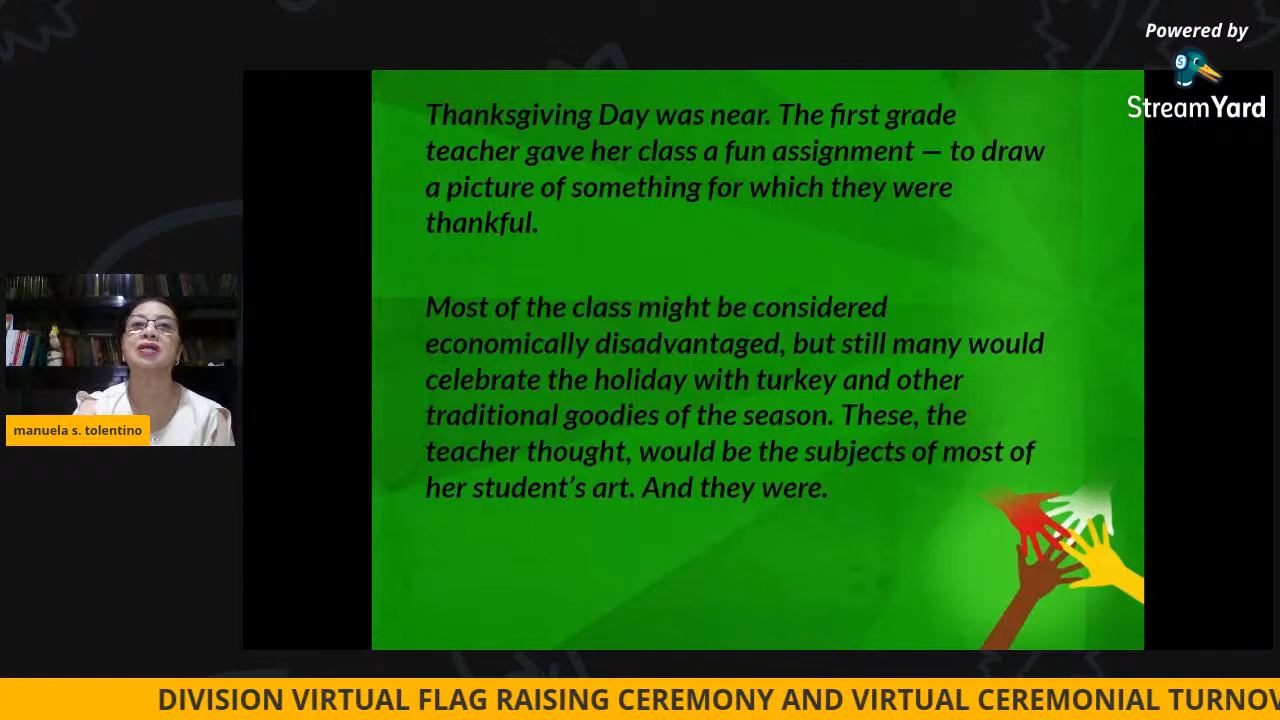 Powered by
StreamYard
Thanksgiving Day was near. The first grade
teacher gave her class a fun assignment — to draw
a picture of something for which they were
thankful.
Most of the class might be considered
economically disadvantaged, but still many would
celebrate the holiday with turkey and other
traditional goodies of the season. These, the
teacher thought, would be the subjects of most of
her student’s art. And they were.
manuela s. tolentino
DIVISION VIRTUAL FLAG RAISING CEREMONY AND VIRTUAL CEREMONIAL TURNOV